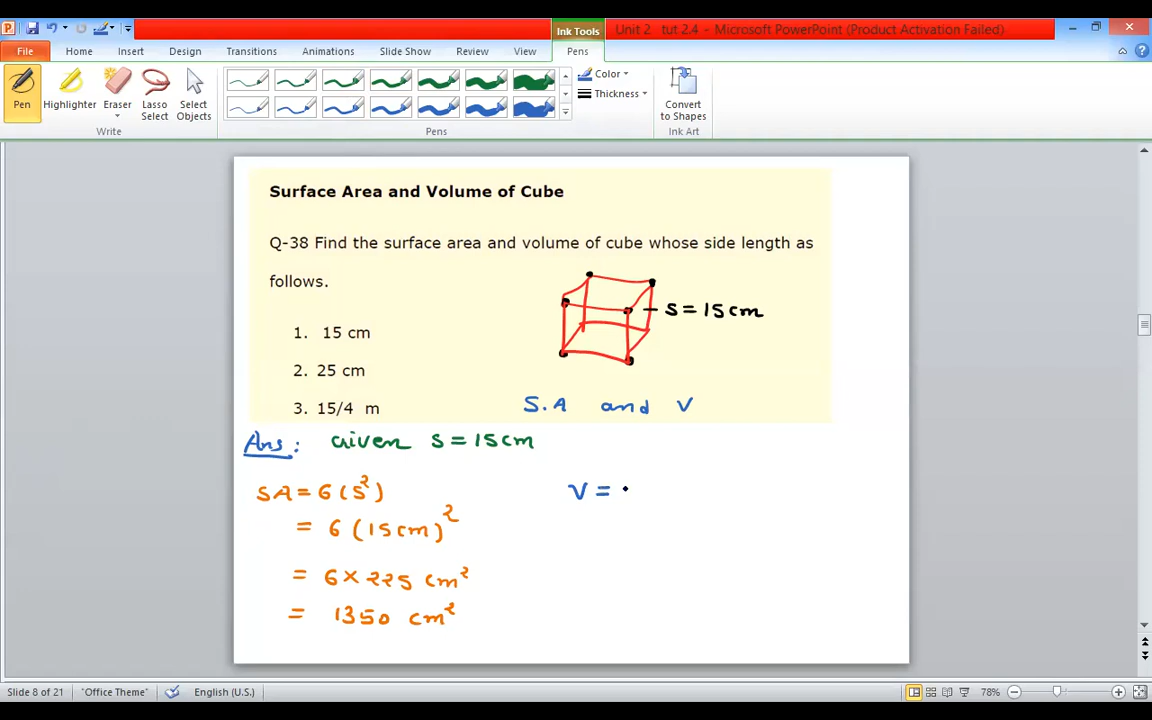 Ink Tools
Unit 2 tut 2.4 - Microsoft PowerPoint (Product Activation Failed)
File Home Insert Design Transitions Animations Slide Show Review View Pens
Pen Highlighter Eraser Lasso Select Select Objects
Color
Thickness
Convert to Shapes
Write Pens Ink Art
Surface Area and Volume of Cube
Q-38 Find the surface area and volume of cube whose side length as
follows.
S = 15cm
1. 15 cm
2. 25 cm
3. 15/4 m
S.A and V
Ans: Given S = 15cm
SA = 6(S²)
V =
= 6(15cm)²
= 6×225 cm²
= 1350 cm²
Slide 8 of 21 "Office Theme" English (U.S.) 78%